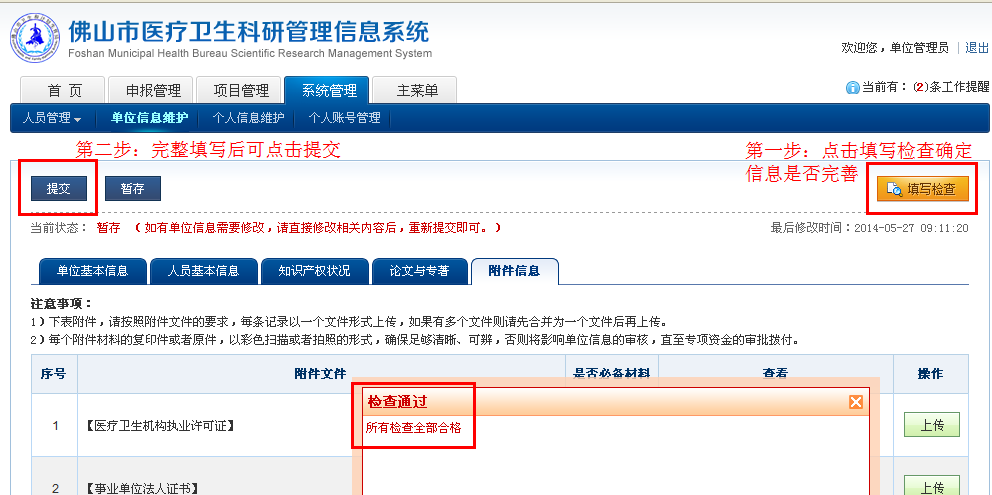 佛山市医疗卫生科研管理信息系统
Foshan Municipal Health Bureau Scientific Research Management System
欢迎您，单位管理员 | 退出
首 页 申报管理 项目管理 系统管理 主菜单
当前有：(2)条工作提醒
人员管理 单位信息维护 个人信息维护 个人账号管理
第二步：完整填写后可点击提交
第一步：点击填写检查确定
信息是否完善
提交 暂存 填写检查
当前状态： 暂存 （ 如有单位信息需要修改，请直接修改相关内容后，重新提交即可。） 最后修改时间：2014-05-27 09:11:20
单位基本信息 人员基本信息 知识产权状况 论文与专著 附件信息
注意事项：
1）下表附件，请按照附件文件的要求，每条记录以一个文件形式上传，如果有多个文件则请先合并为一个文件后再上传。
2）每个附件材料的复印件或者原件，以彩色扫描或者拍照的形式，确保足够清晰、可辨，否则将影响单位信息的审核，直至专项资金的审批拨付。
序号 附件文件 是否必备材料 查看 操作
检查通过
所有检查全部合格
1 【医疗卫生机构执业许可证】 上传
2 【事业单位法人证书】 上传